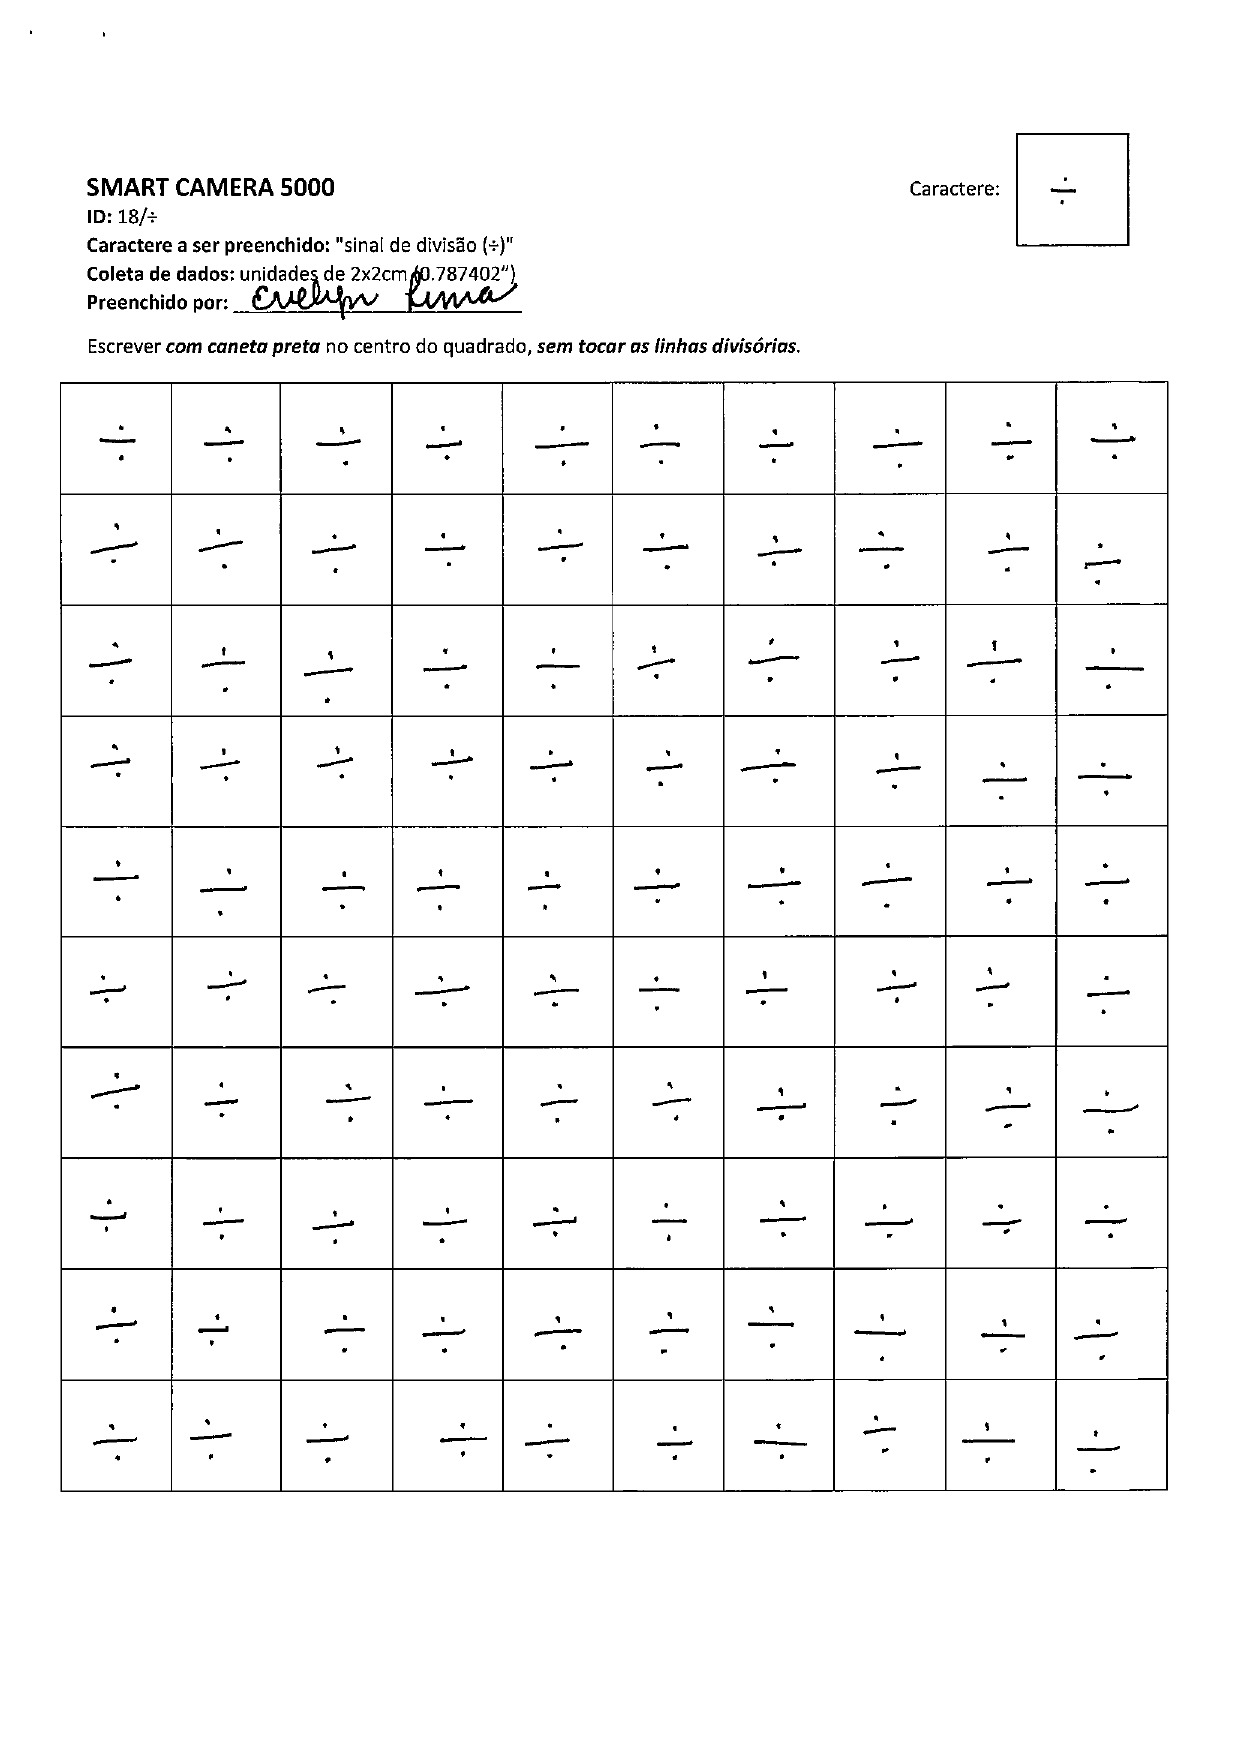 SMART CAMERA 5000
Caractere: ÷
ID: 18/÷
Caractere a ser preenchido: "sinal de divisão (÷)"
Coleta de dados: unidades de 2x2cm (0.787402")
Preenchido por: Evelyn Lima
Escrever com caneta preta no centro do quadrado, sem tocar as linhas divisórias.
÷ ÷ ÷ ÷ ÷ ÷ ÷ ÷ ÷ ÷
÷ ÷ ÷ ÷ ÷ ÷ ÷ ÷ ÷ ÷
÷ ÷ ÷ ÷ ÷ ÷ ÷ ÷ ÷ ÷
÷ ÷ ÷ ÷ ÷ ÷ ÷ ÷ ÷ ÷
÷ ÷ ÷ ÷ ÷ ÷ ÷ ÷ ÷ ÷
÷ ÷ ÷ ÷ ÷ ÷ ÷ ÷ ÷ ÷
÷ ÷ ÷ ÷ ÷ ÷ ÷ ÷ ÷ ÷
÷ ÷ ÷ ÷ ÷ ÷ ÷ ÷ ÷ ÷
÷ ÷ ÷ ÷ ÷ ÷ ÷ ÷ ÷ ÷
÷ ÷ ÷ ÷ ÷ ÷ ÷ ÷ ÷ ÷